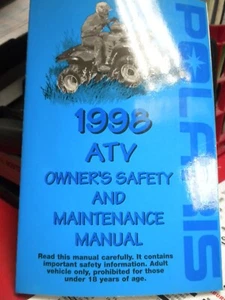 POLARIS
1998
ATV
OWNER'S SAFETY
AND
MAINTENANCE
MANUAL
Read this manual carefully. It contains
important safety information. Adult
vehicle only, prohibited for those
under 16 years of age.